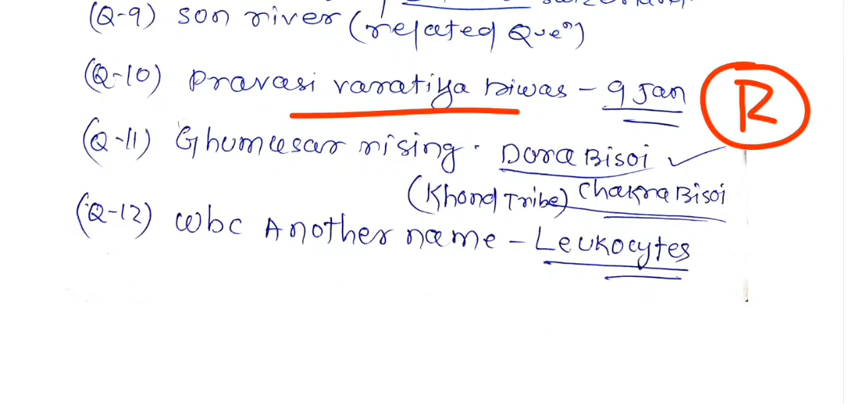 (Q-9) son river (related Quen)
(Q-10) pravasi varatiya Diwas - 9 Jan
R
(Q-11) Ghumusar rising. Dora Bisoi
(Khond Tribe) Chakra Bisoi
(Q-12) wbc Another name - Leukocytes